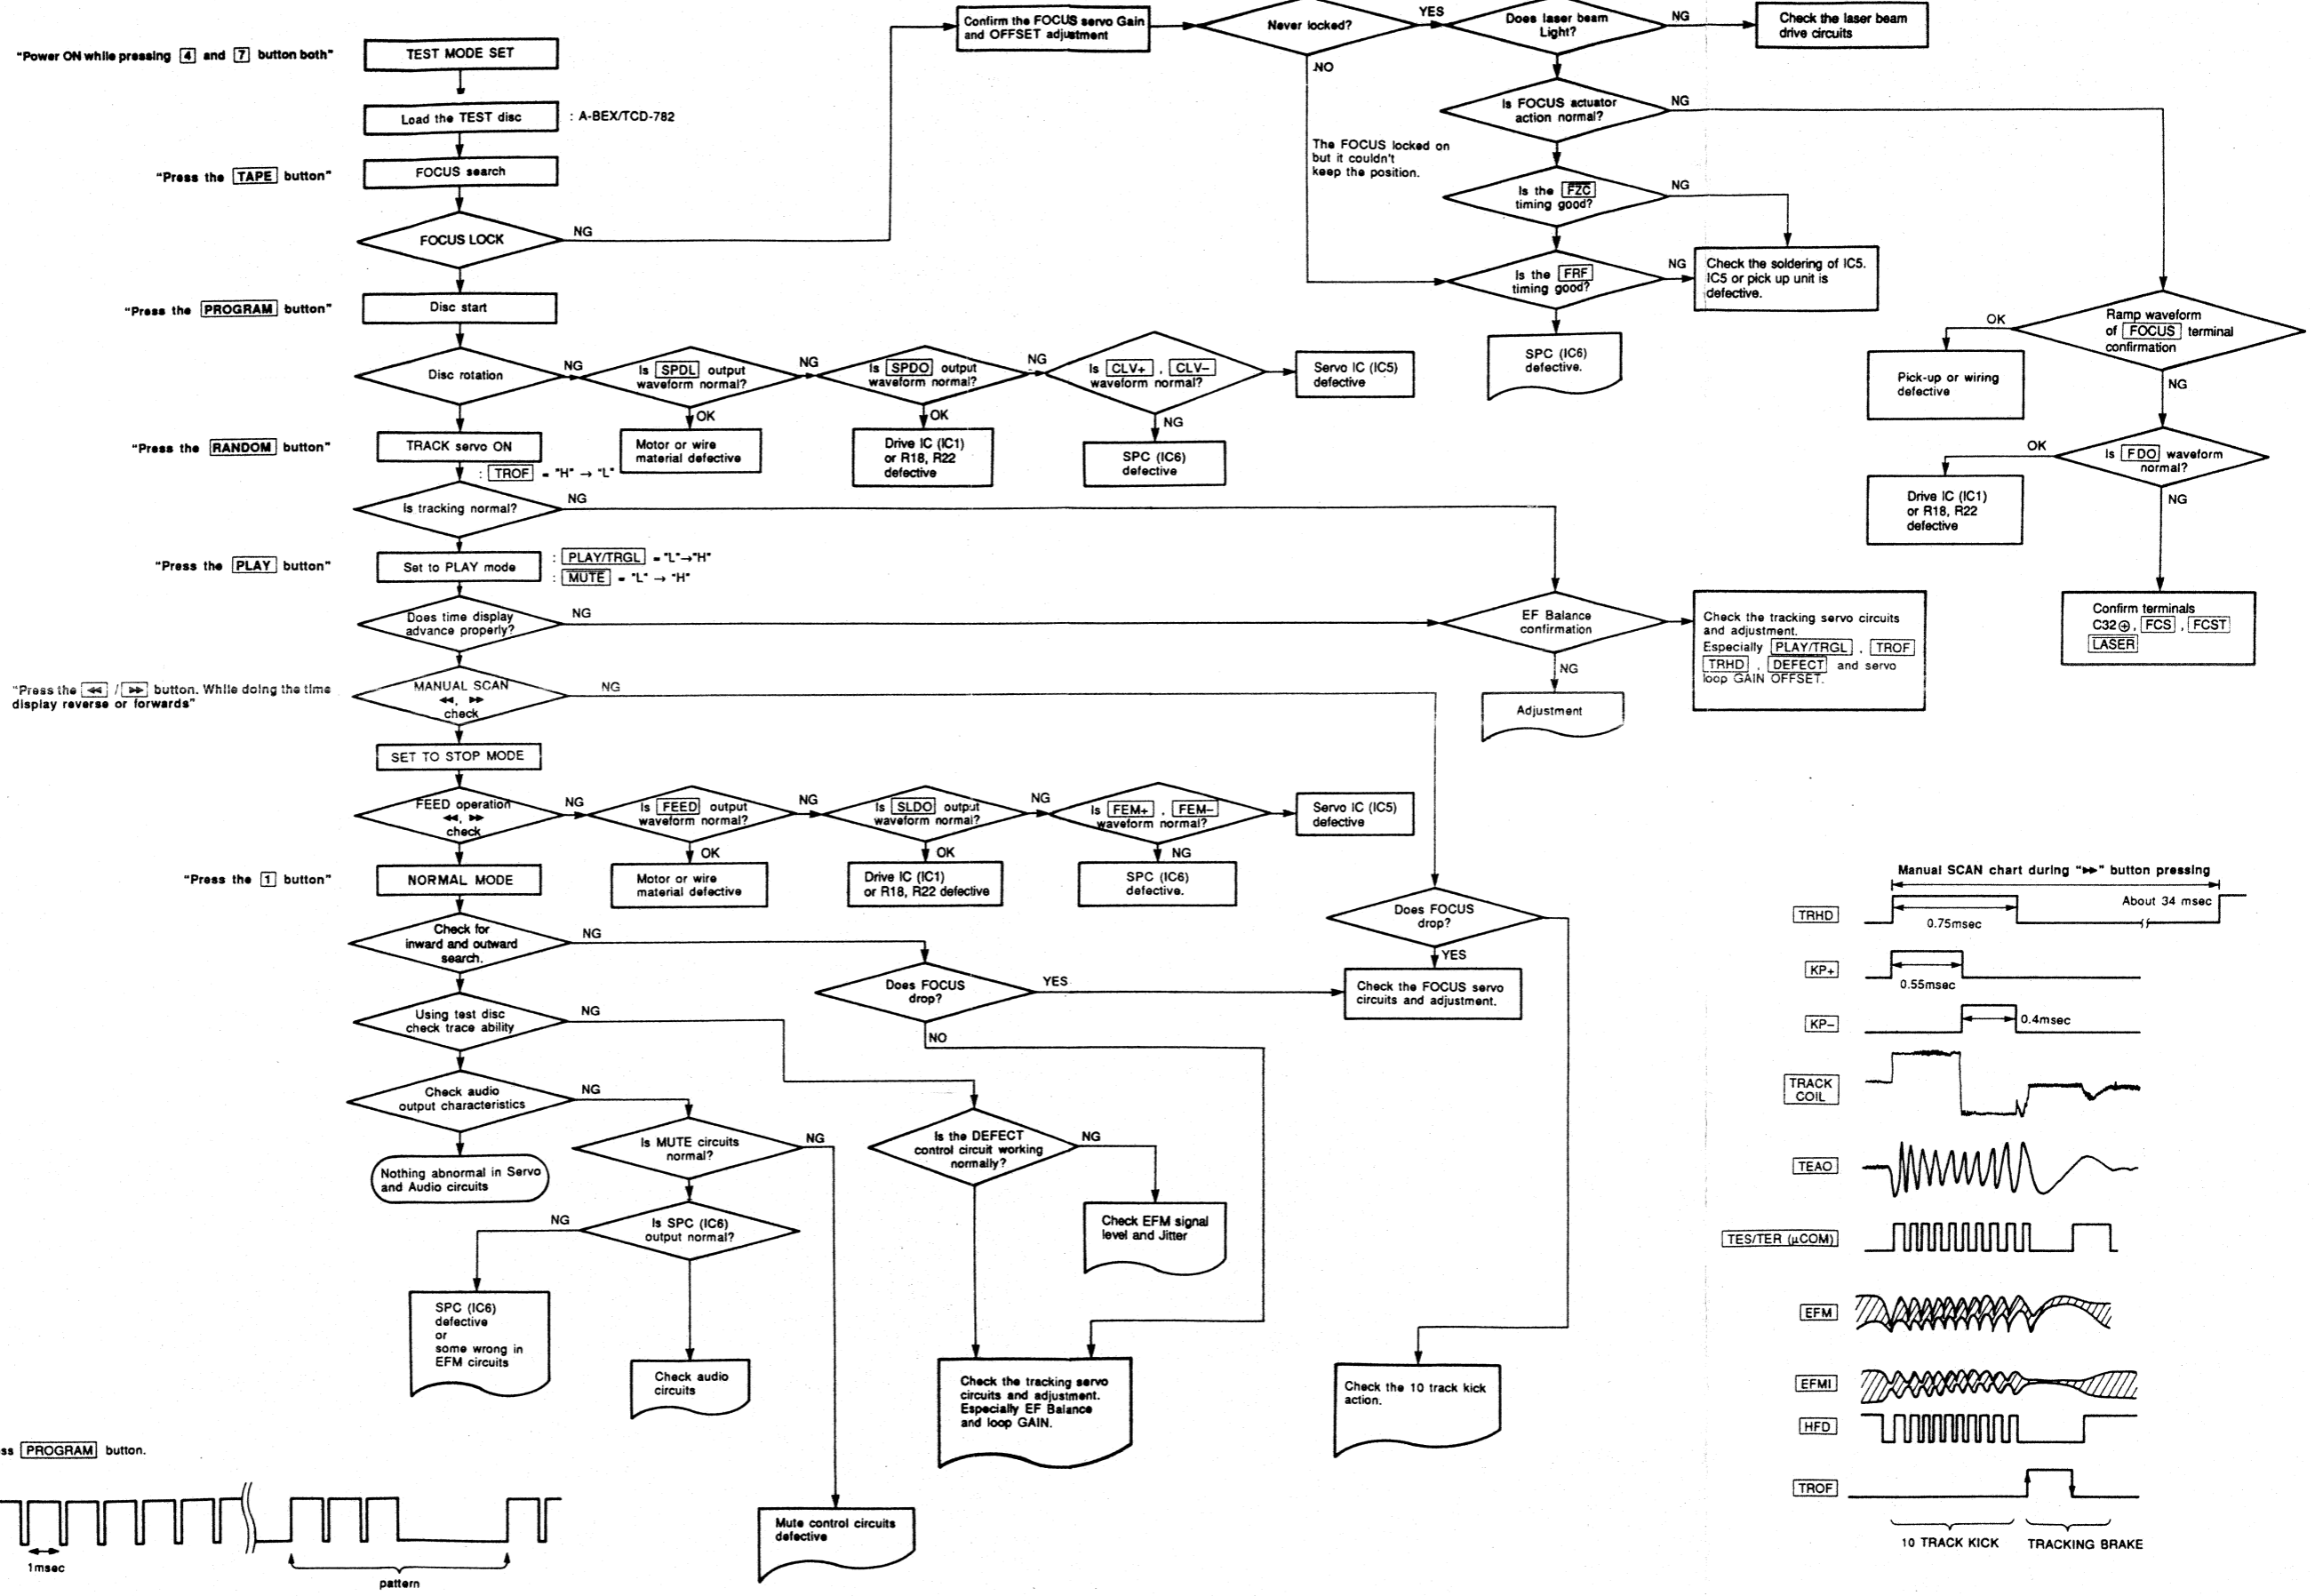 "Power ON while pressing 4 and 7 button both"
TEST MODE SET
Load the TEST disc
: A-BEX/TCD-782
"Press the TAPE button"
FOCUS search
FOCUS LOCK
NG
Confirm the FOCUS servo Gain
and OFFSET adjustment
Never locked?
YES
NO
The FOCUS locked on
but it couldn't
keep the position.
Does laser beam
Light?
NG
Check the laser beam
drive circuits
Is FOCUS actuator
action normal?
NG
Is the FZC
timing good?
NG
Is the FRF
timing good?
NG
Check the soldering of IC5.
IC5 or pick up unit is
defective.
SPC (IC6)
defective.
Ramp waveform
of FOCUS terminal
confirmation
OK
Pick-up or wiring
defective
NG
Is FDO waveform
normal?
OK
Drive IC (IC1)
or R18, R22
defective
NG
Confirm terminals
C32⊕, FCS , FCST
LASER
"Press the PROGRAM button"
Disc start
Disc rotation
NG
Is SPDL output
waveform normal?
OK
Motor or wire
material defective
NG
Is SPDO output
waveform normal?
OK
Drive IC (IC1)
or R18, R22
defective
NG
Is CLV+ , CLV−
waveform normal?
NG
SPC (IC6)
defective
Servo IC (IC5)
defective
"Press the RANDOM button"
TRACK servo ON
: TROF = "H" → "L"
Is tracking normal?
NG
"Press the PLAY button"
Set to PLAY mode
: PLAY/TRGL = "L"→"H"
: MUTE = "L" → "H"
Does time display
advance properly?
NG
EF Balance
confirmation
NG
Adjustment
Check the tracking servo circuits
and adjustment.
Especially PLAY/TRGL , TROF
TRHD , DEFECT and servo
loop GAIN OFFSET.
"Press the ◀◀ / ▶▶ button. While doing the time
display reverse or forwards"
MANUAL SCAN
◀◀, ▶▶
check
NG
SET TO STOP MODE
FEED operation
◀◀, ▶▶
check
NG
Is FEED output
waveform normal?
OK
Motor or wire
material defective
NG
Is SLDO output
waveform normal?
OK
Drive IC (IC1)
or R18, R22 defective
NG
Is FEM+ , FEM−
waveform normal?
NG
SPC (IC6)
defective.
Servo IC (IC5)
defective
"Press the 1 button"
NORMAL MODE
Check for
inward and outward
search.
NG
Does FOCUS
drop?
YES
NO
Does FOCUS
drop?
YES
Check the FOCUS servo
circuits and adjustment.
Using test disc
check trace ability
NG
Is the DEFECT
control circuit working
normally?
NG
Check EFM signal
level and Jitter
Check audio
output characteristics
NG
Nothing abnormal in Servo
and Audio circuits
Is MUTE circuits
normal?
NG
Is SPC (IC6)
output normal?
NG
SPC (IC6)
defective
or
some wrong in
EFM circuits
Check audio
circuits
Mute control circuits
defective
Check the tracking servo
circuits and adjustment.
Especially EF Balance
and loop GAIN.
Check the 10 track kick
action.
Manual SCAN chart during "▶▶" button pressing
TRHD
About 34 msec
0.75msec
KP+
0.55msec
KP−
0.4msec
TRACK
COIL
TEAO
TES/TER (µCOM)
EFM
EFMI
HFD
TROF
10 TRACK KICK
TRACKING BRAKE
ss PROGRAM button.
1msec
pattern